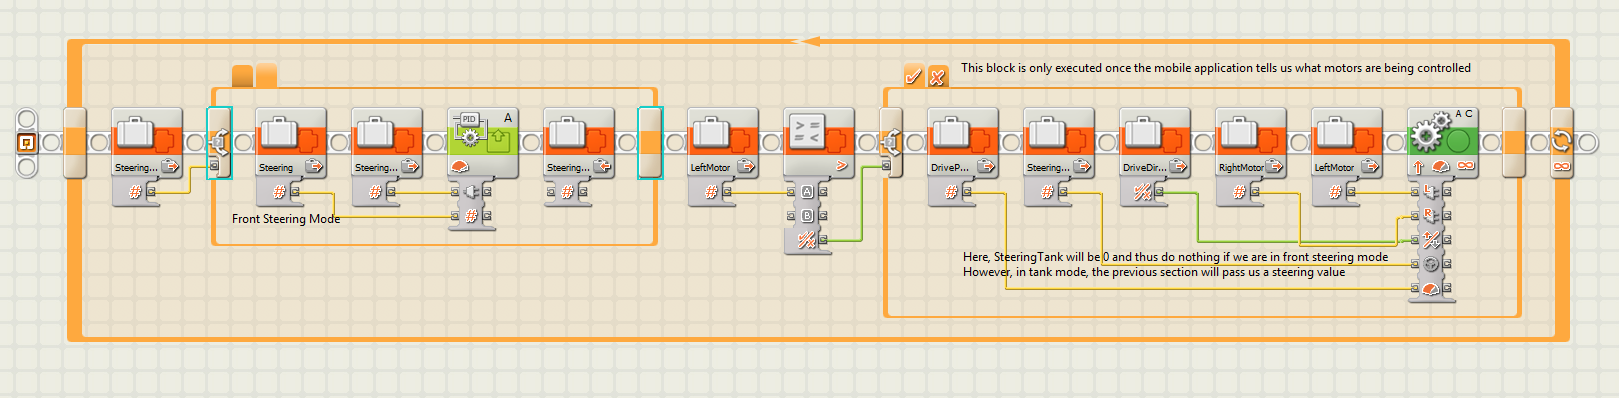 This block is only executed once the mobile application tells us what motors are being controlled
PID
A
A C
Steering...
Steering
Steering...
Steering...
LeftMotor
DriveP...
Steering...
DriveDir...
RightMotor
LeftMotor
A
B
L
R
Front Steering Mode
Here, SteeringTank will be 0 and thus do nothing if we are in front steering mode
However, in tank mode, the previous section will pass us a steering value